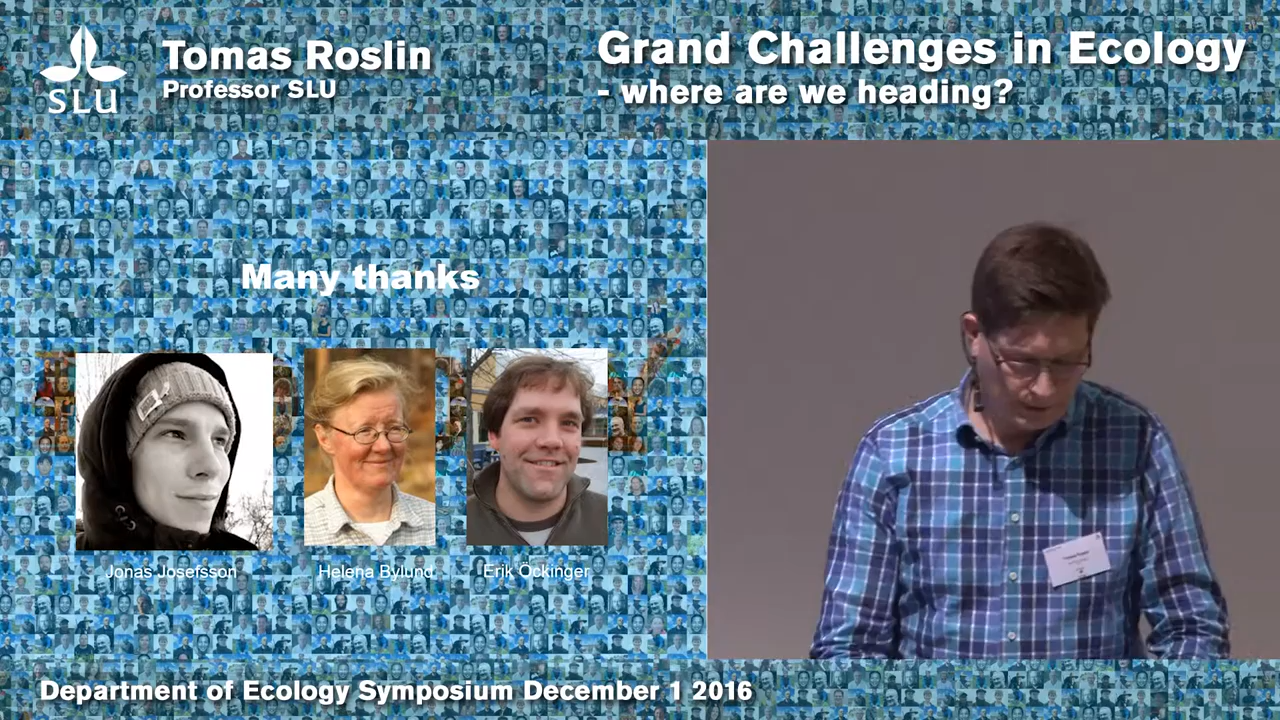 SLU
Tomas Roslin
Professor SLU
Grand Challenges in Ecology
- where are we heading?
Many thanks
Jonas Josefsson
Helena Bylund
Erik Öckinger
Department of Ecology Symposium December 1 2016